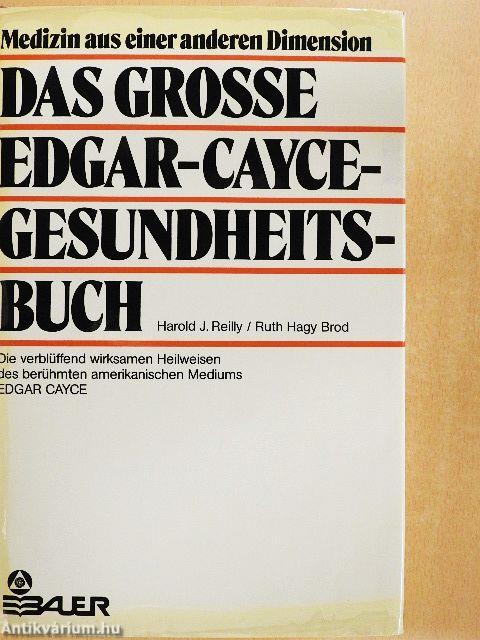 Medizin aus einer anderen Dimension
DAS GROSSE
EDGAR-CAYCE-
GESUNDHEITS-
BUCH
Harold J. Reilly / Ruth Hagy Brod
Die verblüffend wirksamen Heilweisen
des berühmten amerikanischen Mediums
EDGAR CAYCE
BAUER
Antikvárium.hu